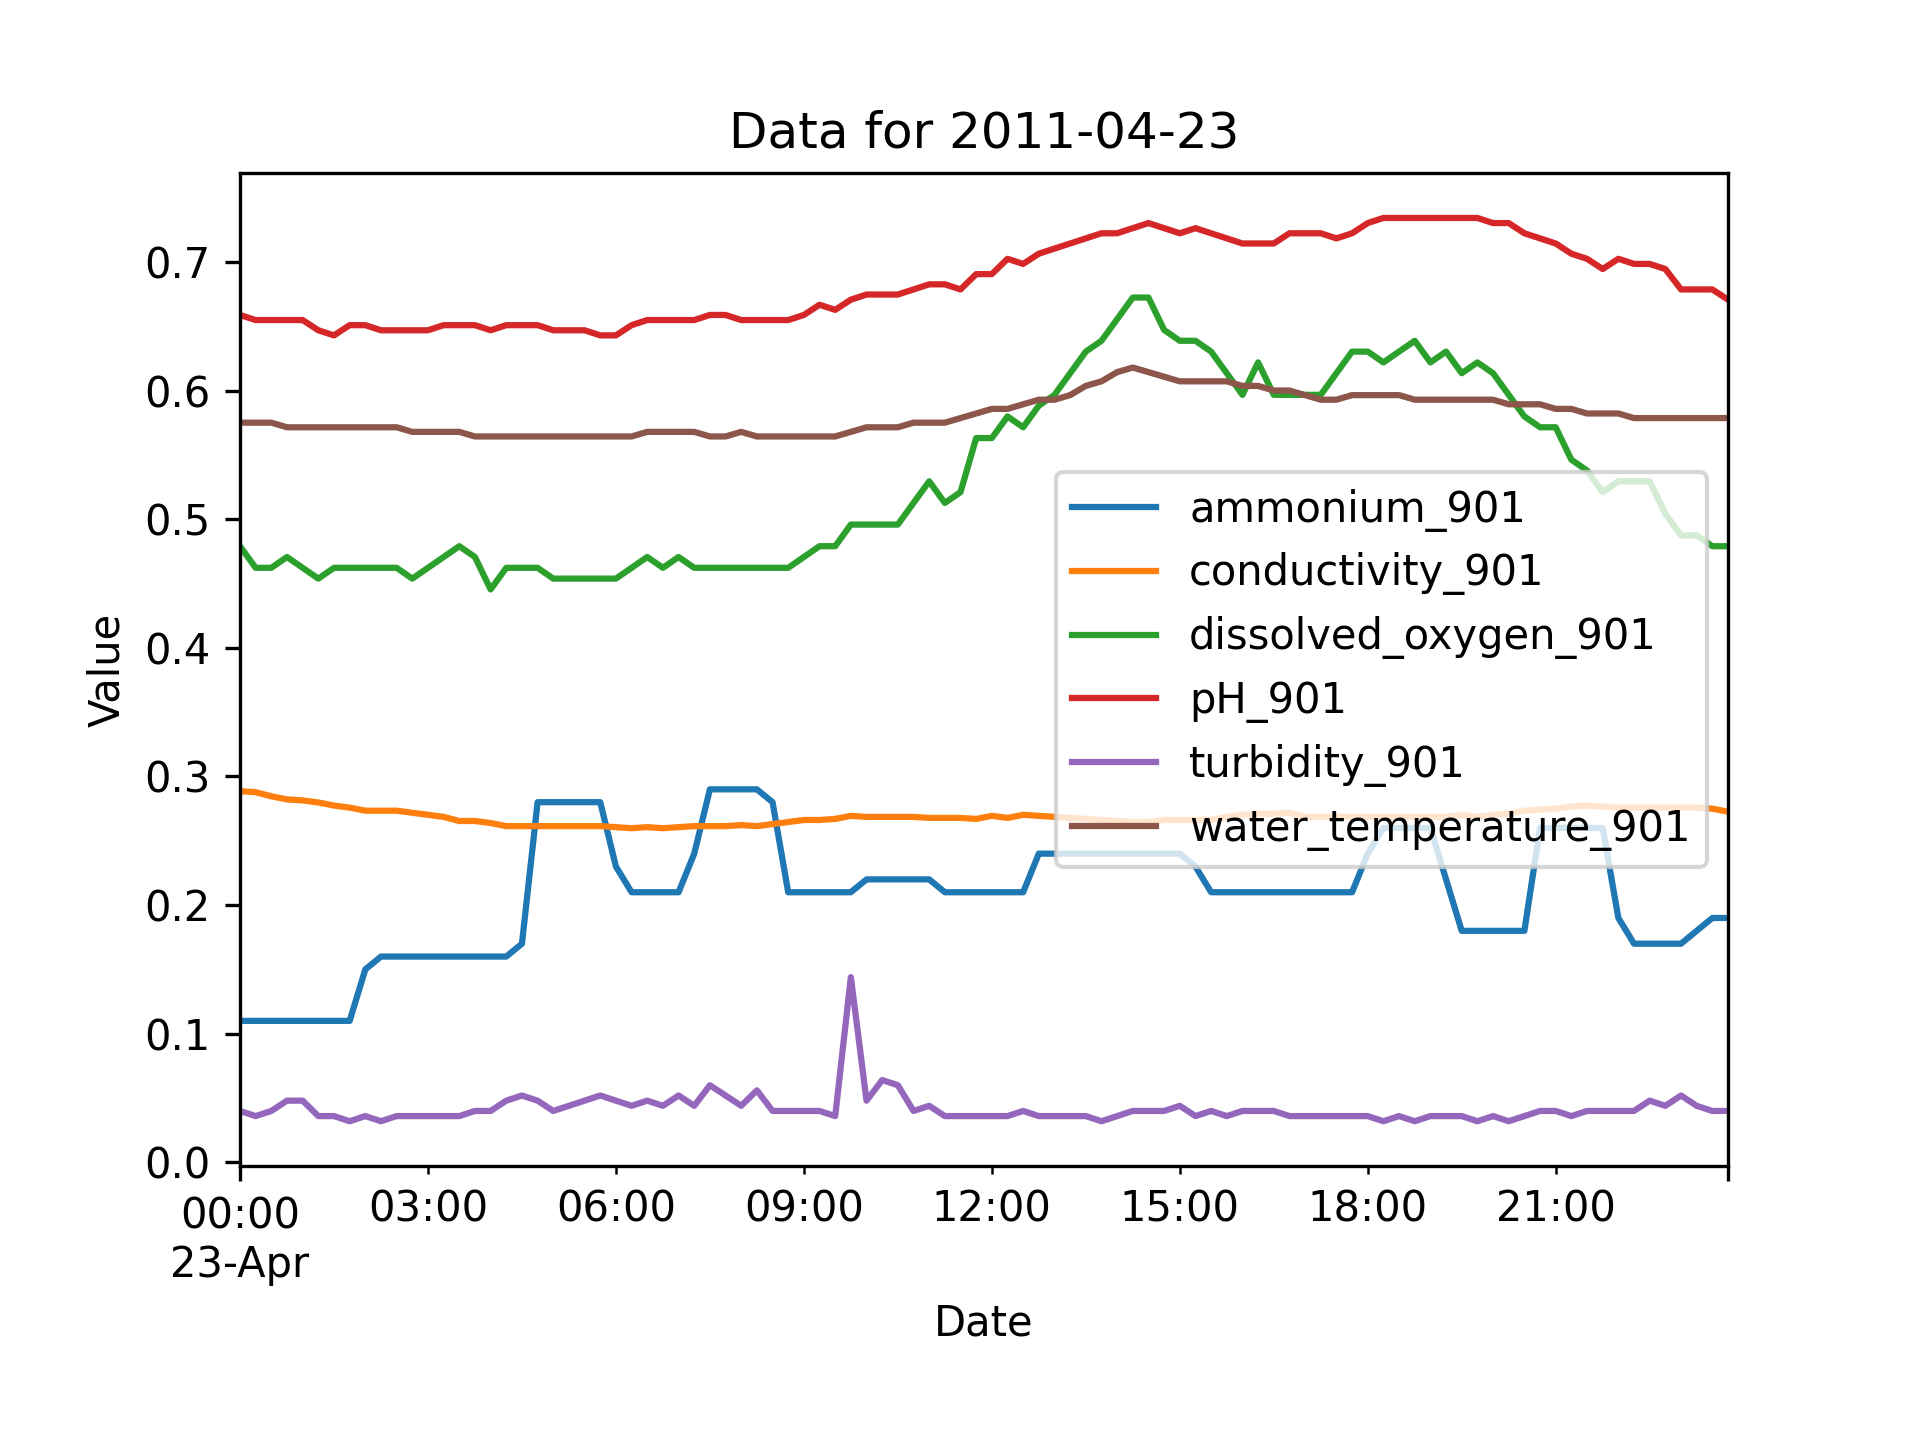 Data for 2011-04-23
Value
0.7
0.6
0.5
0.4
0.3
0.2
0.1
0.0
ammonium_901
conductivity_901
dissolved_oxygen_901
pH_901
turbidity_901
water_temperature_901
00:00 03:00 06:00 09:00 12:00 15:00 18:00 21:00
23-Apr
Date